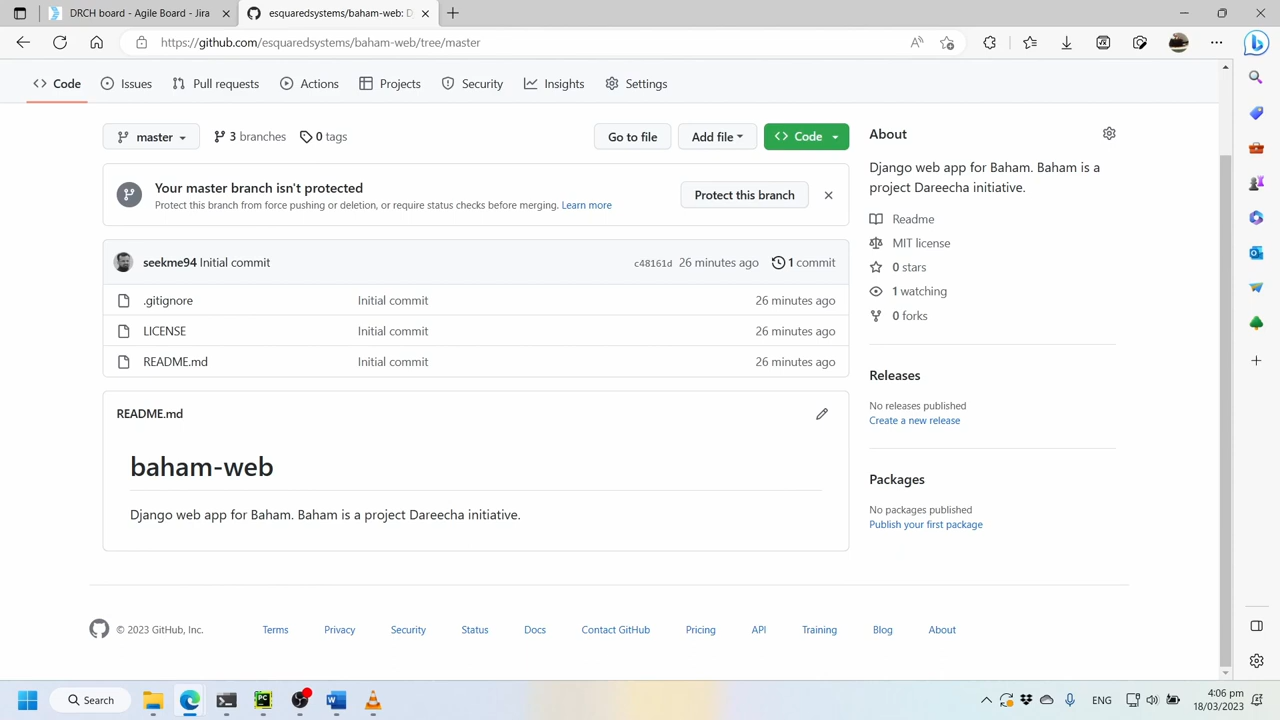 DRCH board - Agile Board - Jira
esquaredsystems/baham-web: D
https://github.com/esquaredsystems/baham-web/tree/master
Code
Issues
Pull requests
Actions
Projects
Security
Insights
Settings
master
3 branches
0 tags
Go to file
Add file
Code
Your master branch isn't protected
Protect this branch from force pushing or deletion, or require status checks before merging. Learn more
Protect this branch
seekme94 Initial commit
c48161d 26 minutes ago
1 commit
.gitignore Initial commit 26 minutes ago
LICENSE Initial commit 26 minutes ago
README.md Initial commit 26 minutes ago
README.md
baham-web
Django web app for Baham. Baham is a project Dareecha initiative.
About
Django web app for Baham. Baham is a
project Dareecha initiative.
Readme
MIT license
0 stars
1 watching
0 forks
Releases
No releases published
Create a new release
Packages
No packages published
Publish your first package
© 2023 GitHub, Inc.
Terms
Privacy
Security
Status
Docs
Contact GitHub
Pricing
API
Training
Blog
About
Search
ENG
4:06 pm
18/03/2023